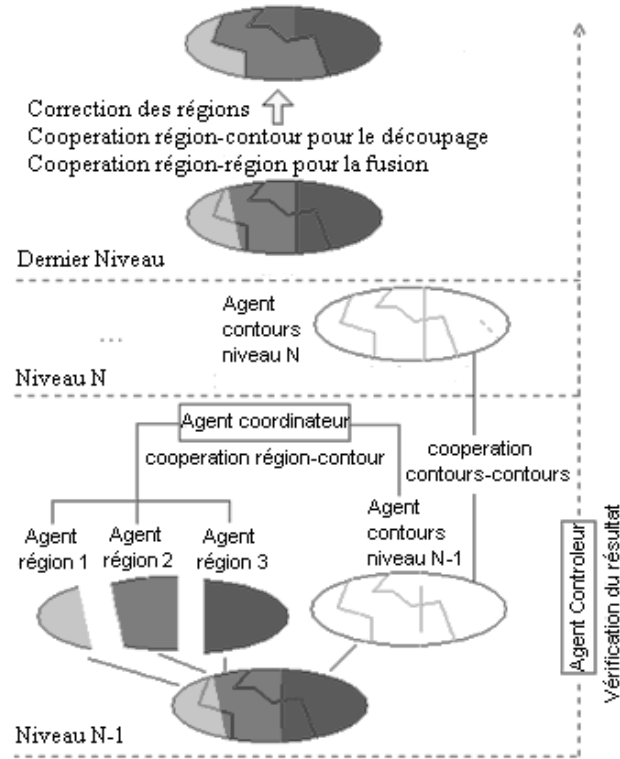 Correction des régions
Cooperation région-contour pour le découpage
Cooperation région-région pour la fusion
Dernier Niveau
Agent
contours
niveau N
...
Niveau N
Agent coordinateur
cooperation région-contour
cooperation
contours-contours
Agent
région 1
Agent
région 2
Agent
région 3
Agent
contours
niveau N-1
Niveau N-1
Agent Controleur
Vérification du résultat